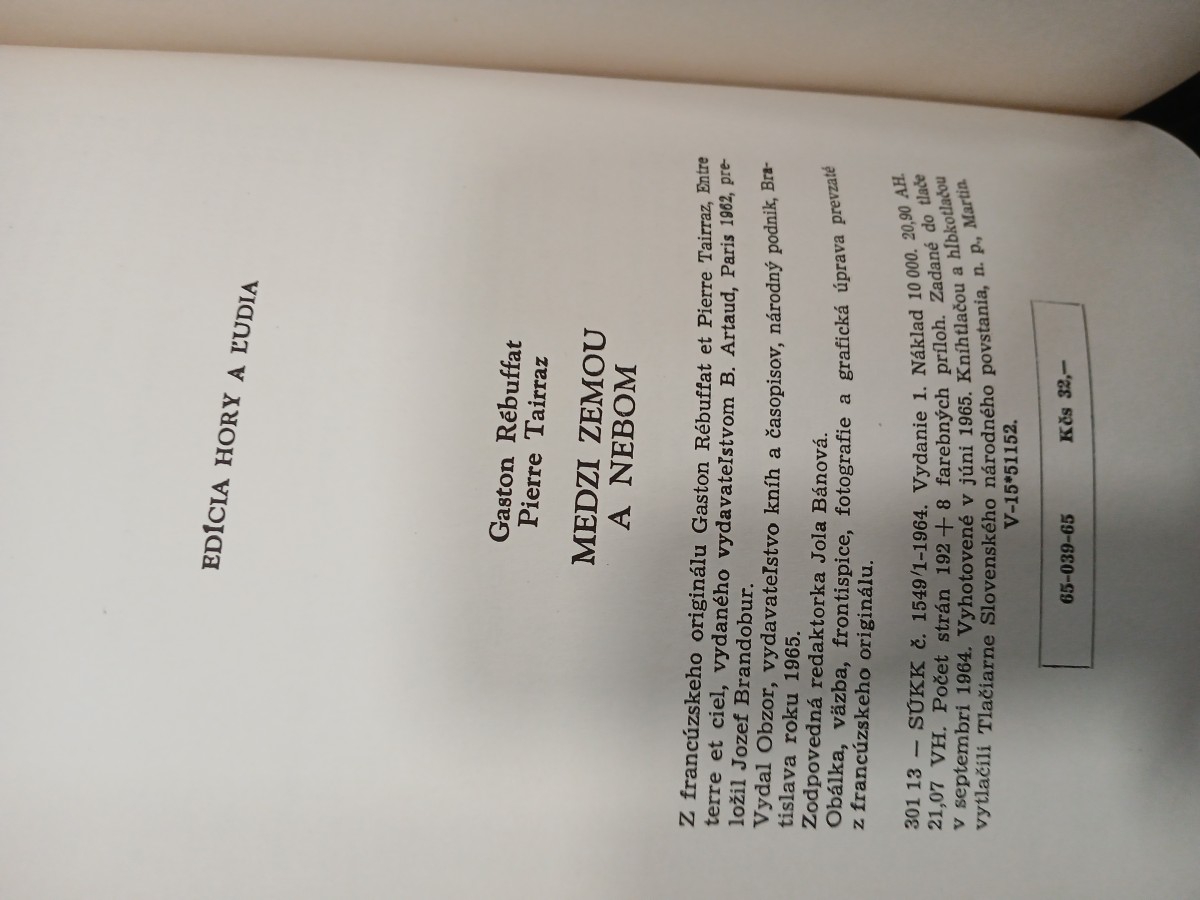 EDÍCIA HORY A ĽUDIA
Gaston Rébuffat
Pierre Tairraz
MEDZI ZEMOU
A NEBOM
Z francúzskeho originálu Gaston Rébuffat et Pierre Tairraz, Entre
terre et ciel, vydaného vydavateľstvom B. Artaud, Paris 1962, pre-
ložil Jozef Brandobur.
Vydal Obzor, vydavateľstvo kníh a časopisov, národný podnik, Bra-
tislava roku 1965.
Zodpovedná redaktorka Jola Bánová.
Obálka, väzba, frontispice, fotografie a grafická úprava prevzaté
z francúzskeho originálu.
301 13 — SÚKK č. 1549/1-1964. Vydanie 1. Náklad 10 000. 20,90 AH.
21,07 VH. Počet strán 192 + 8 farebných príloh. Zadané do tlače
v septembri 1964. Vyhotovené v júni 1965. Kníhtlačou a hĺbkotlačou
vytlačili Tlačiarne Slovenského národného povstania, n. p., Martin.
V-15*51152.
65-039-65 Kčs 32,—